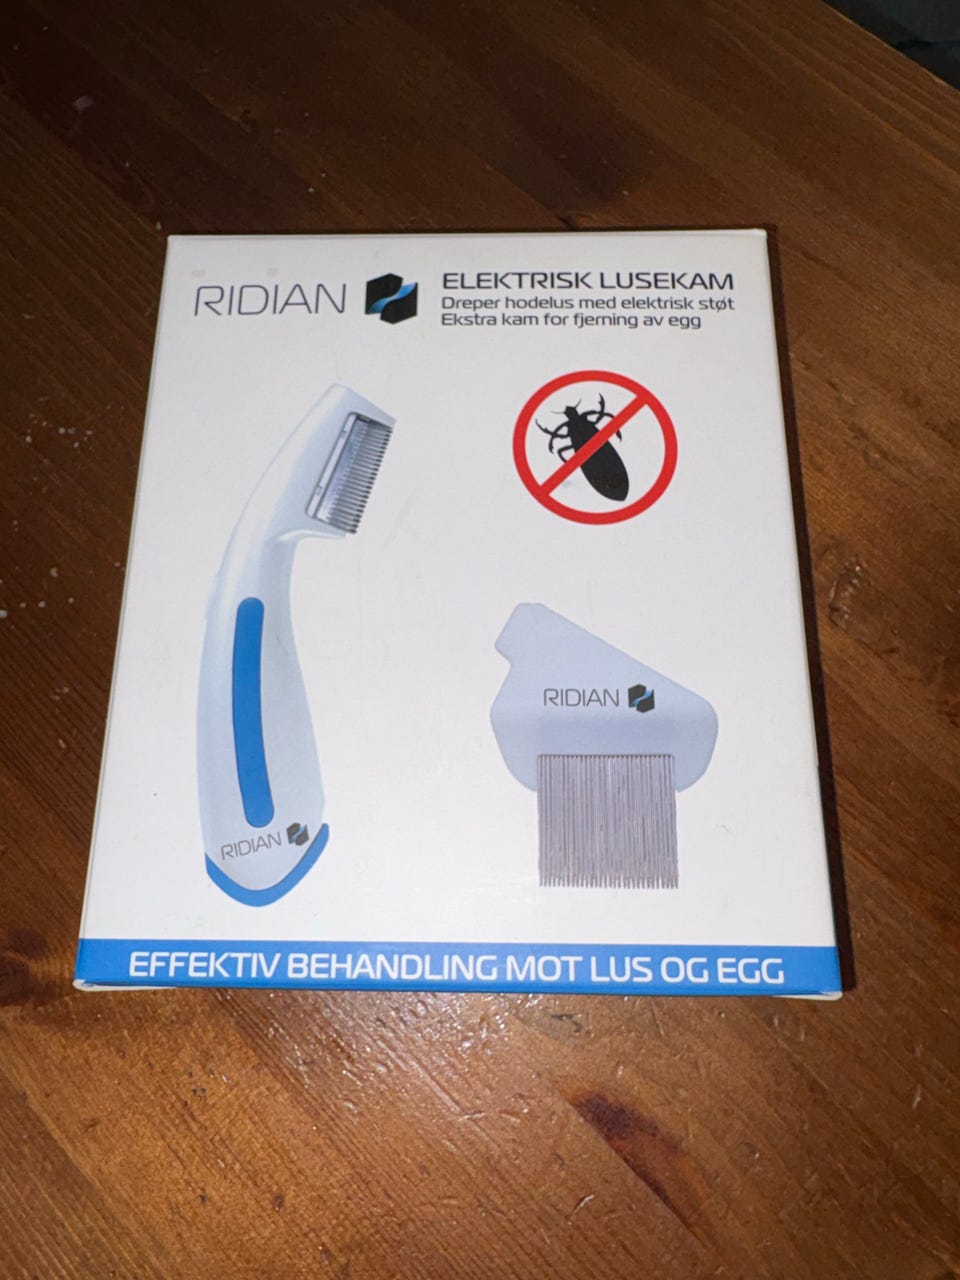 RIDIAN
ELEKTRISK LUSEKAM
Dreper hodelus med elektrisk støt
Ekstra kam for fjerning av egg
RIDIAN
RIDIAN
EFFEKTIV BEHANDLING MOT LUS OG EGG